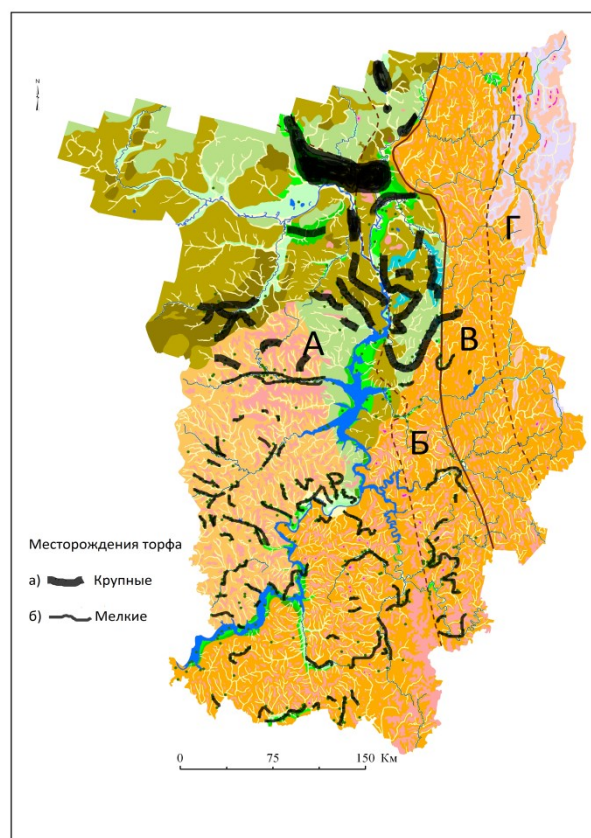 N
Г
А
В
Б
Месторождения торфа
а) Крупные
б) Мелкие
0 75 150 Км